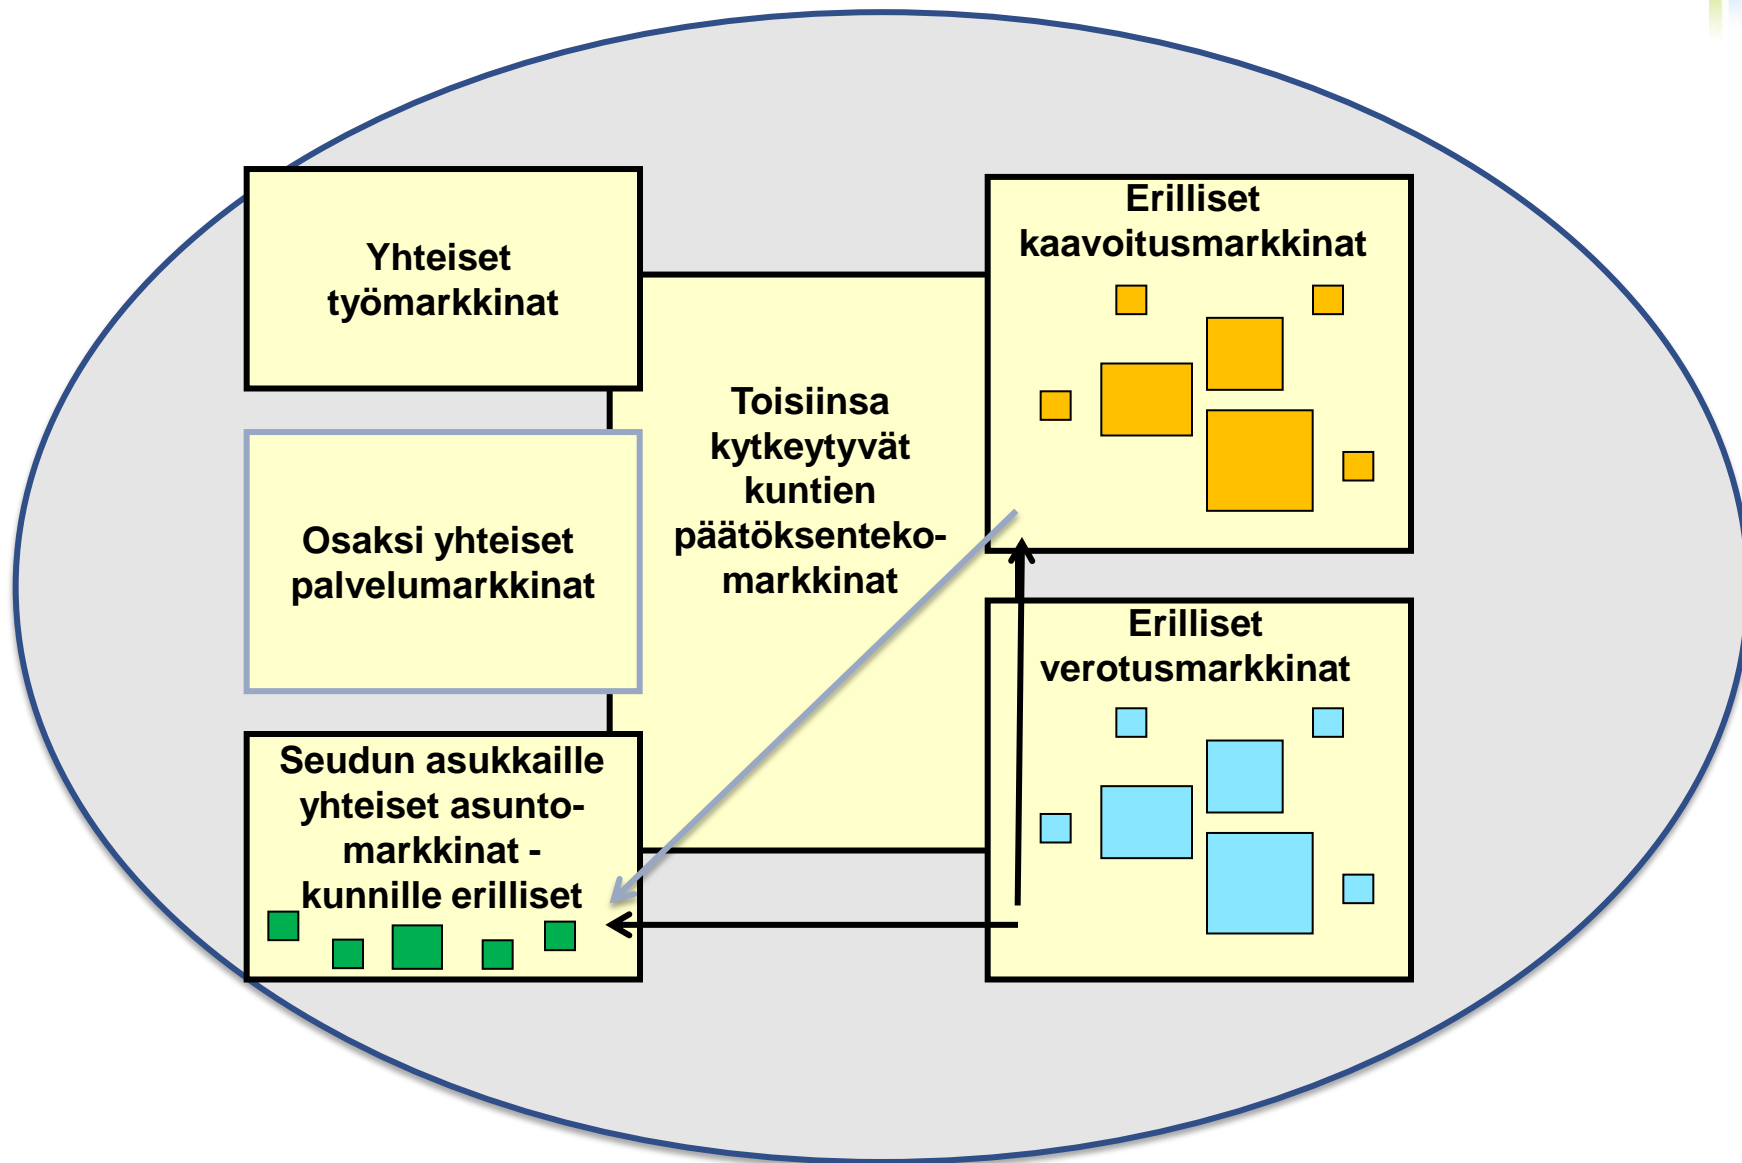 Yhteiset
työmarkkinat
Osaksi yhteiset
palvelumarkkinat
Seudun asukkaille
yhteiset asunto-
markkinat -
kunnille erilliset
Toisiinsa
kytkeytyvät
kuntien
päätöksenteko-
markkinat
Erilliset
kaavoitusmarkkinat
Erilliset
verotusmarkkinat